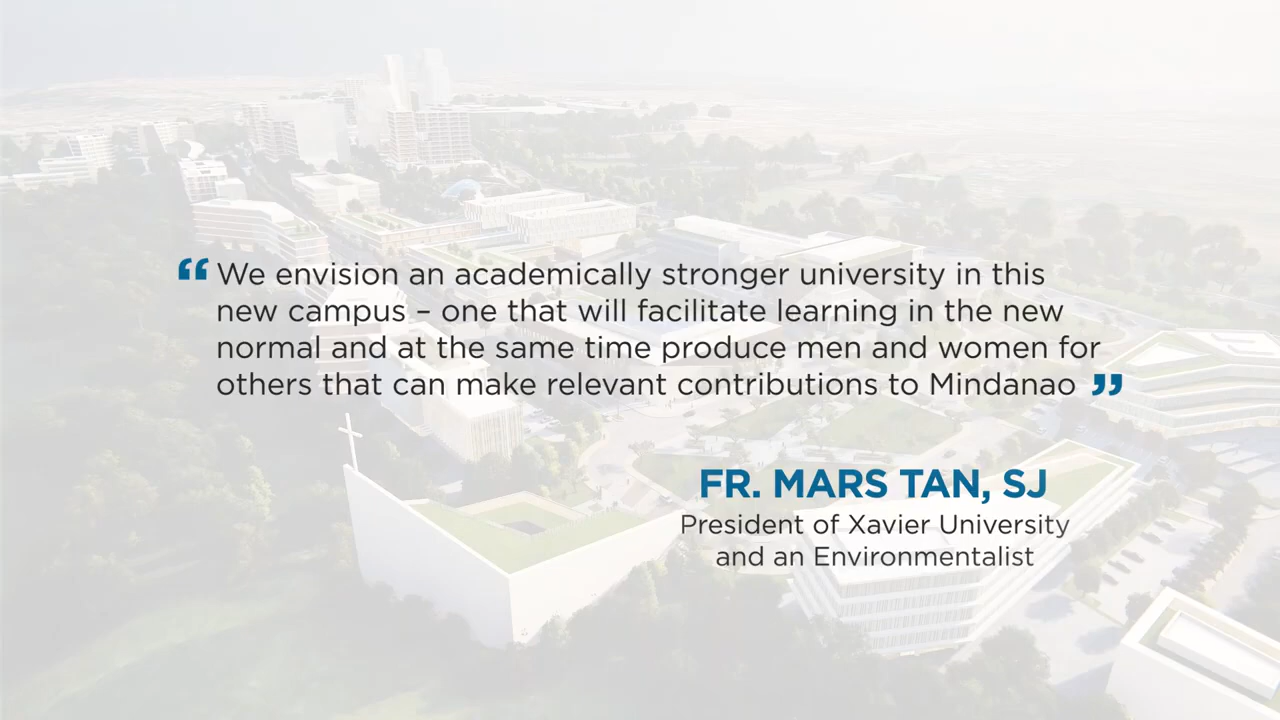 “ We envision an academically stronger university in this
new campus – one that will facilitate learning in the new
normal and at the same time produce men and women for
others that can make relevant contributions to Mindanao ”
FR. MARS TAN, SJ
President of Xavier University
and an Environmentalist